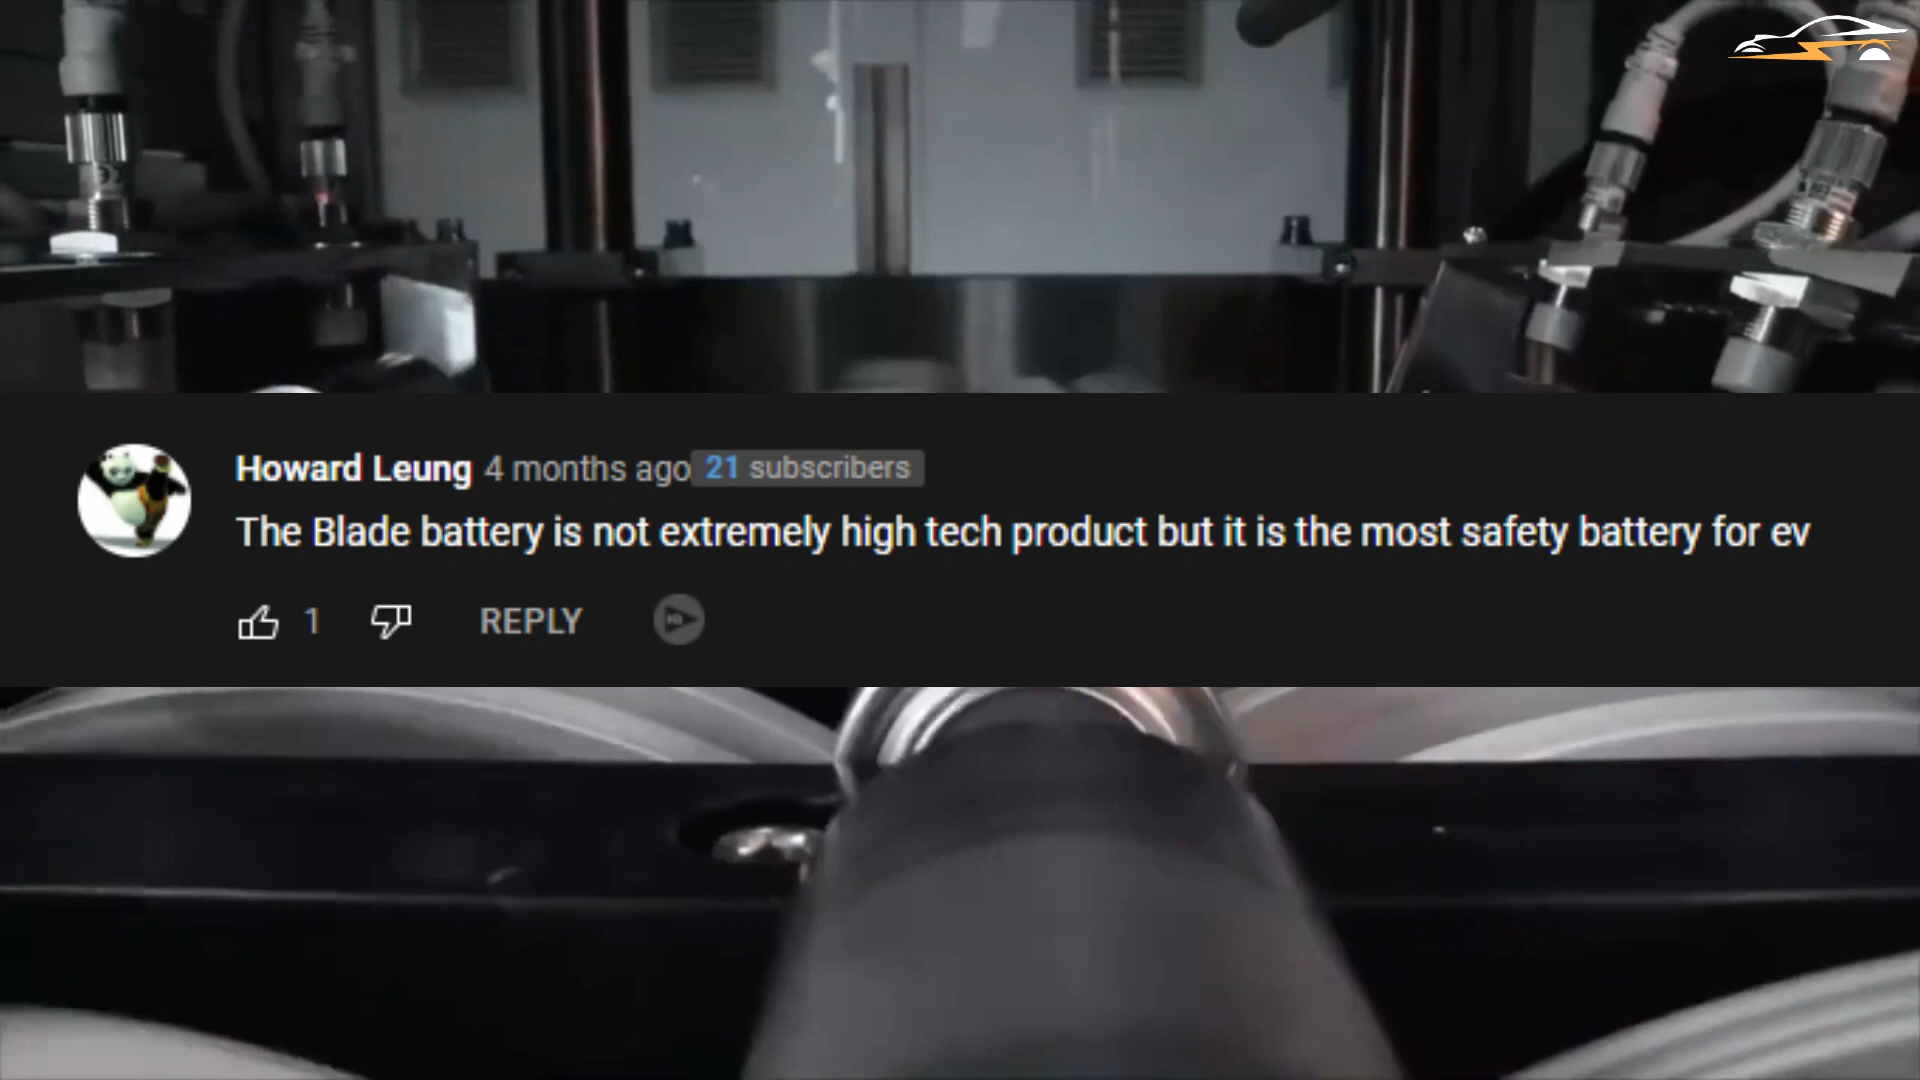 Howard Leung 4 months ago 21 subscribers
The Blade battery is not extremely high tech product but it is the most safety battery for ev
1 REPLY